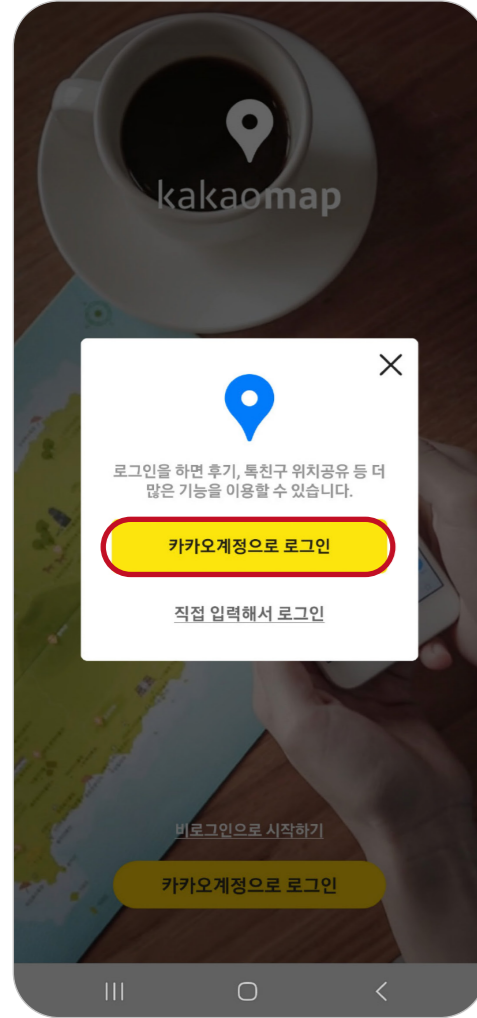 kakaomap
로그인을 하면 후기, 톡친구 위치공유 등 더
많은 기능을 이용할 수 있습니다.
카카오계정으로 로그인
직접 입력해서 로그인
비로그인으로 시작하기
카카오계정으로 로그인